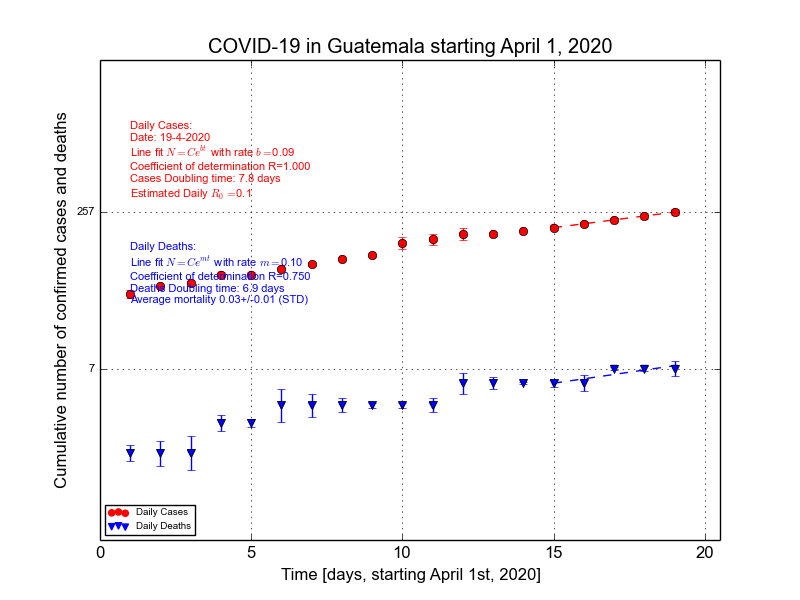 COVID-19 in Guatemala starting April 1, 2020
Cumulative number of confirmed cases and deaths
Daily Cases:
Date: 19-4-2020
Line fit N=Ce^{bt} with rate b=0.09
Coefficient of determination R=1.000
Cases Doubling time: 7.8 days
Estimated Daily R_0=0.1
257
Daily Deaths:
Line fit N=Ce^{mt} with rate m=0.10
Coefficient of determination R=0.750
Deaths Doubling time: 6.9 days
Average mortality 0.03+/-0.01 (STD)
7
Daily Cases
Daily Deaths
0 5 10 15 20
Time [days, starting April 1st, 2020]